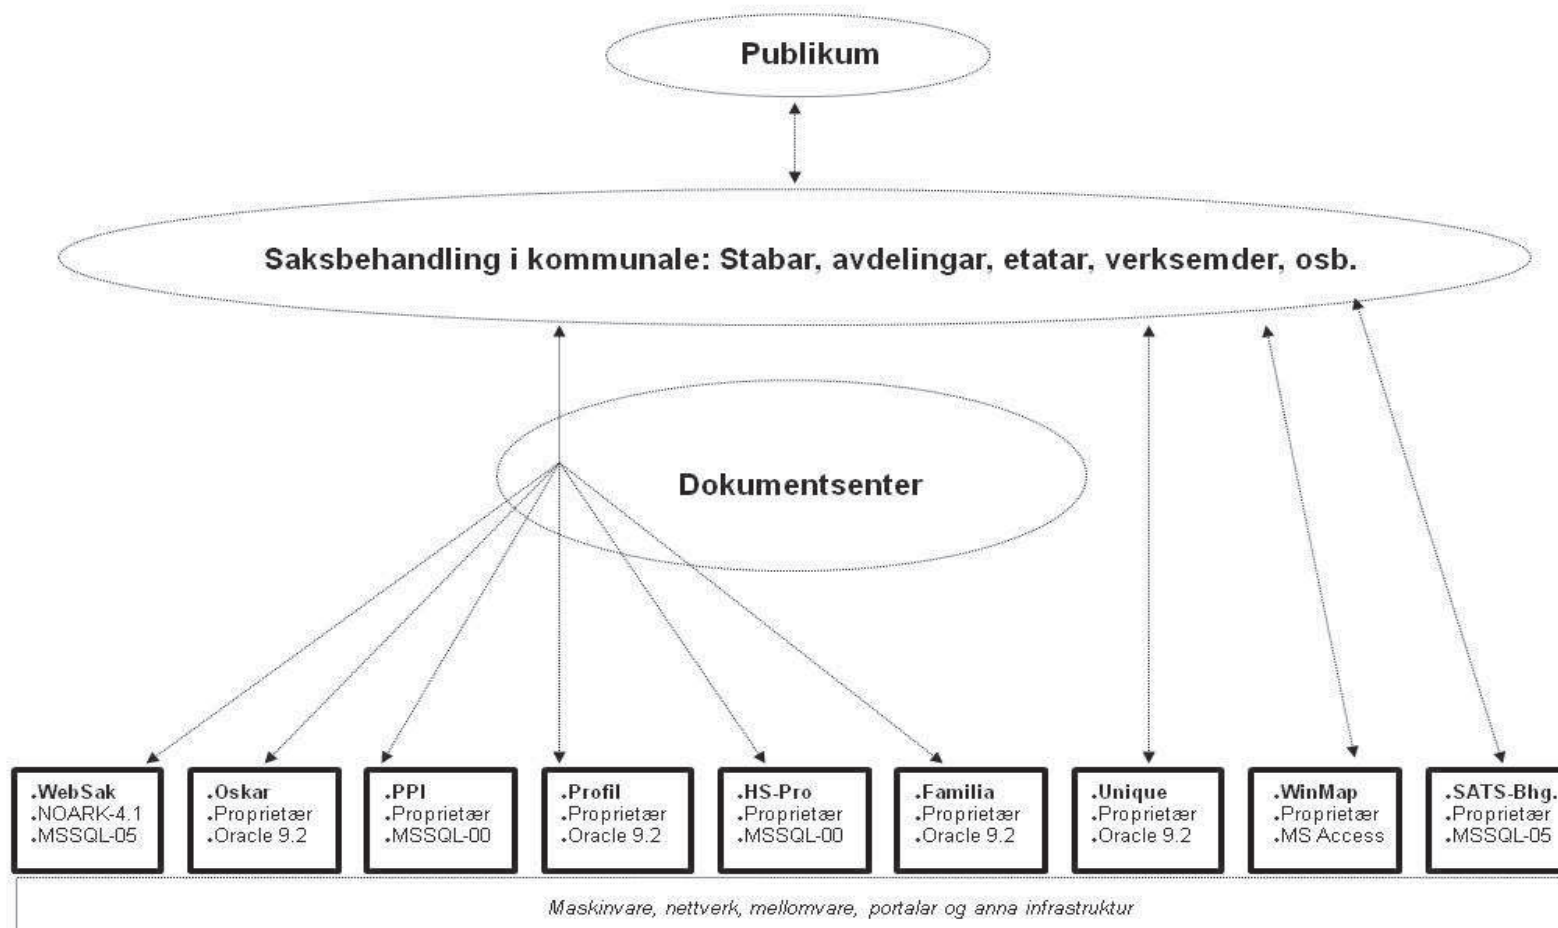 Publikum
Saksbehandling i kommunale: Stabar, avdelingar, etatar, verksemder, osb.
Dokumentsenter
.WebSak
.NOARK-4.1
.MSSQL-05
.Oskar
.Proprietær
.Oracle 9.2
.PPI
.Proprietær
.MSSQL-00
.Profil
.Proprietær
.Oracle 9.2
.HS-Pro
.Proprietær
.MSSQL-00
.Familia
.Proprietær
.Oracle 9.2
.Unique
.Proprietær
.Oracle 9.2
.WinMap
.Proprietær
.MS Access
.SATS-Bhg.
.Proprietær
.MSSQL-05
Maskinvare, nettverk, mellomvare, portalar og anna infrastruktur